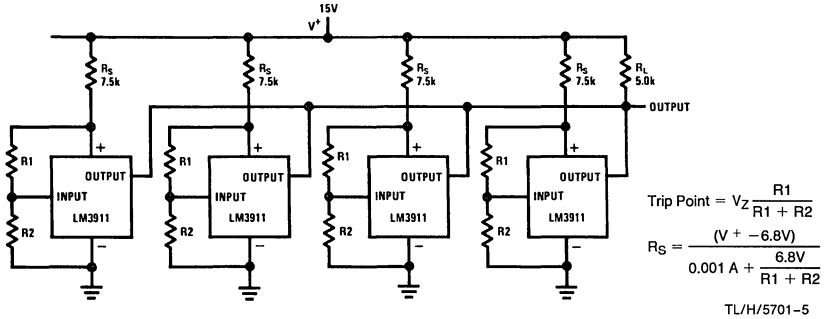 15V
V+
RS
7.5k
RS
7.5k
RS
7.5k
RS
7.5k
RL
5.0k
OUTPUT
+
+
+
+
R1
OUTPUT
R1
OUTPUT
R1
OUTPUT
R1
OUTPUT
INPUT
INPUT
INPUT
INPUT
LM3911
LM3911
LM3911
LM3911
R2
R2
R2
R2
−
−
−
−
Trip Point = VZ R1 / R1 + R2
RS = (V+ −6.8V) / 0.001 A + 6.8V / R1 + R2
TL/H/5701–5